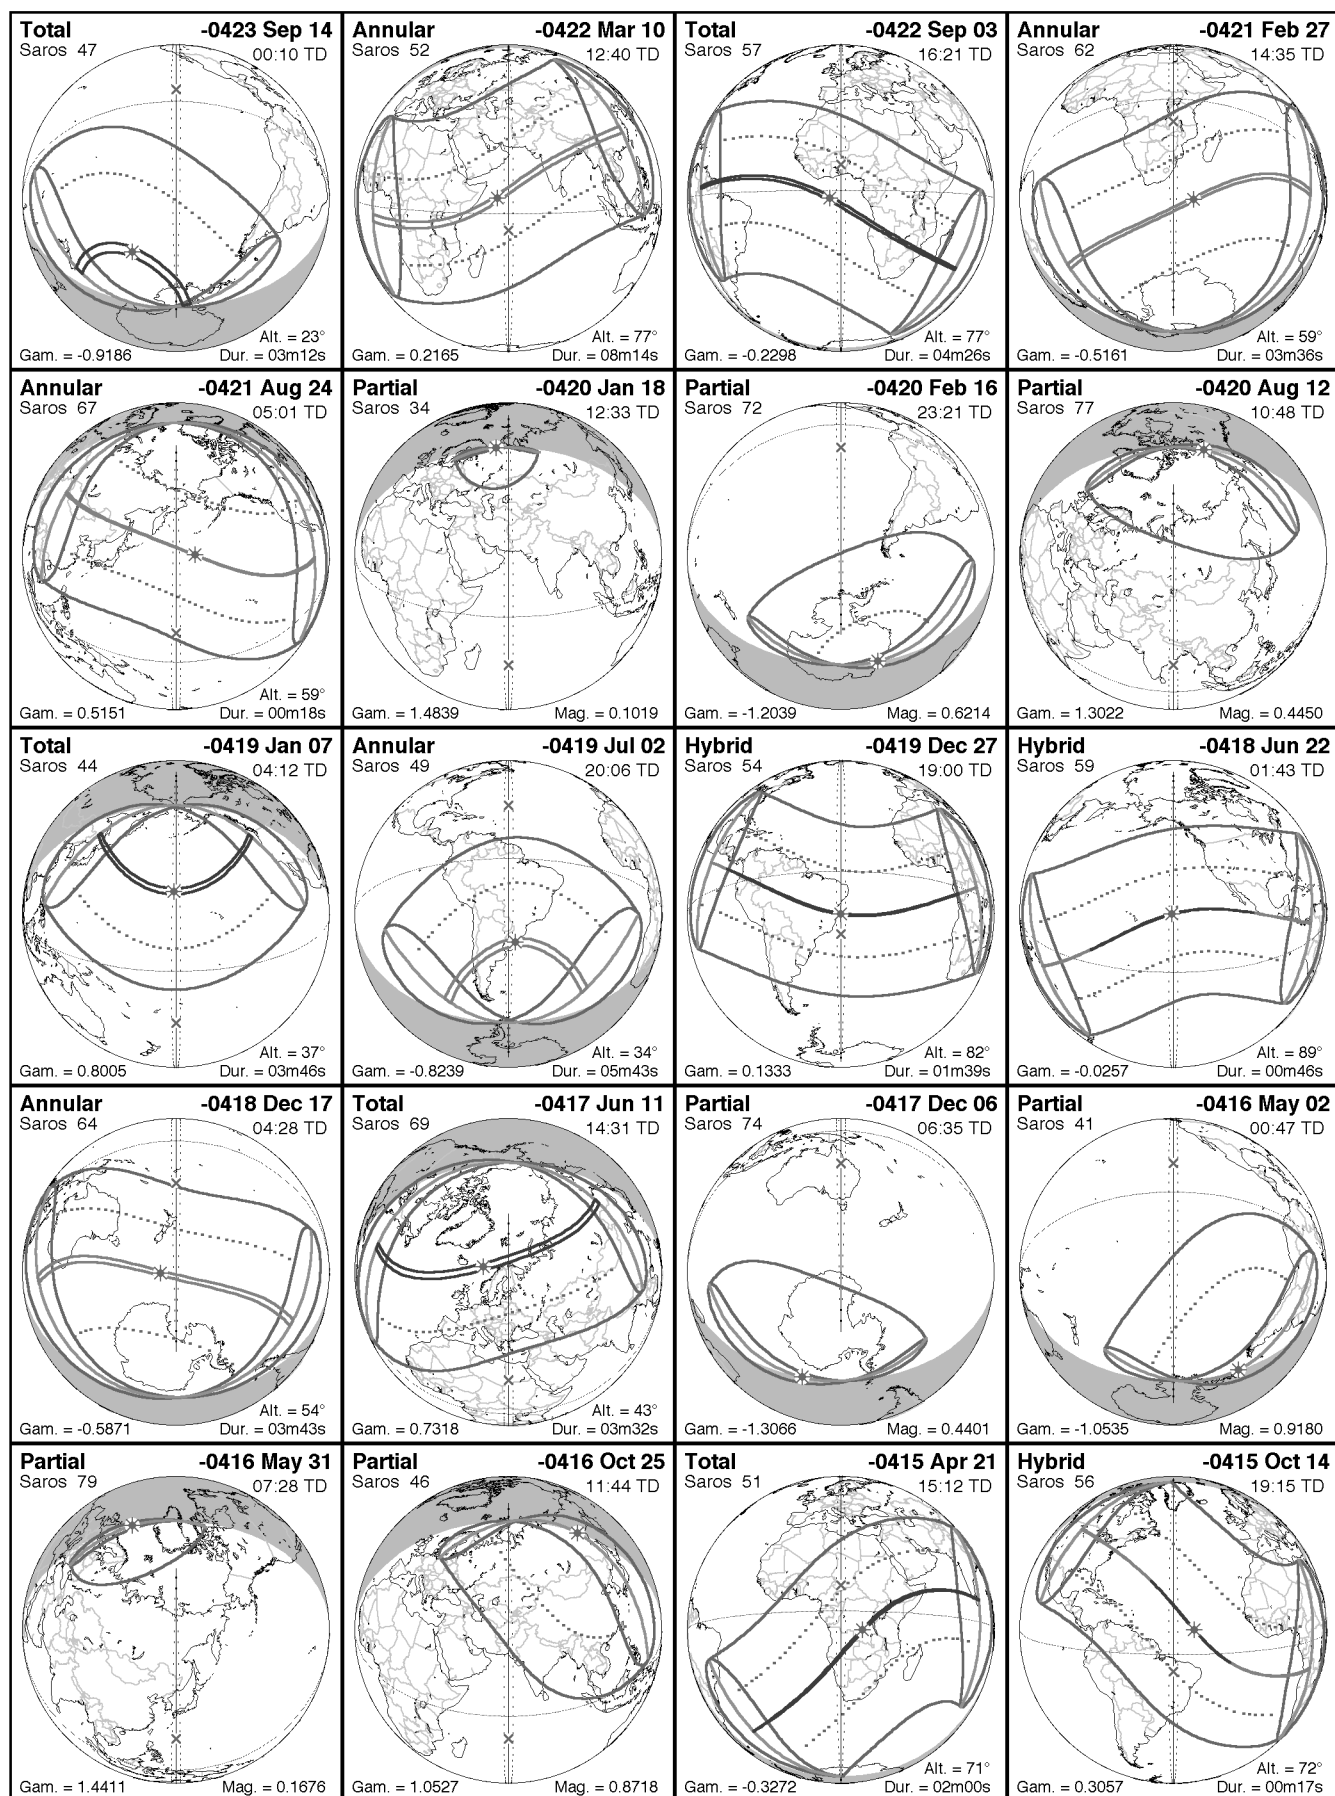 Total -0423 Sep 14
Saros 47 00:10 TD
Alt. = 23°
Gam. = -0.9186 Dur. = 03m12s
Annular -0422 Mar 10
Saros 52 12:40 TD
Alt. = 77°
Gam. = 0.2165 Dur. = 08m14s
Total -0422 Sep 03
Saros 57 16:21 TD
Alt. = 77°
Gam. = -0.2298 Dur. = 04m26s
Annular -0421 Feb 27
Saros 62 14:35 TD
Alt. = 59°
Gam. = -0.5161 Dur. = 03m36s
Annular -0421 Aug 24
Saros 67 05:01 TD
Alt. = 59°
Gam. = 0.5151 Dur. = 00m18s
Partial -0420 Jan 18
Saros 34 12:33 TD
Gam. = 1.4839 Mag. = 0.1019
Partial -0420 Feb 16
Saros 72 23:21 TD
Gam. = -1.2039 Mag. = 0.6214
Partial -0420 Aug 12
Saros 77 10:48 TD
Gam. = 1.3022 Mag. = 0.4450
Total -0419 Jan 07
Saros 44 04:12 TD
Alt. = 37°
Gam. = 0.8005 Dur. = 03m46s
Annular -0419 Jul 02
Saros 49 20:06 TD
Alt. = 34°
Gam. = -0.8239 Dur. = 05m43s
Hybrid -0419 Dec 27
Saros 54 19:00 TD
Alt. = 82°
Gam. = 0.1333 Dur. = 01m39s
Hybrid -0418 Jun 22
Saros 59 01:43 TD
Alt. = 89°
Gam. = -0.0257 Dur. = 00m46s
Annular -0418 Dec 17
Saros 64 04:28 TD
Alt. = 54°
Gam. = -0.5871 Dur. = 03m43s
Total -0417 Jun 11
Saros 69 14:31 TD
Alt. = 43°
Gam. = 0.7318 Dur. = 03m32s
Partial -0417 Dec 06
Saros 74 06:35 TD
Gam. = -1.3066 Mag. = 0.4401
Partial -0416 May 02
Saros 41 00:47 TD
Gam. = -1.0535 Mag. = 0.9180
Partial -0416 May 31
Saros 79 07:28 TD
Gam. = 1.4411 Mag. = 0.1676
Partial -0416 Oct 25
Saros 46 11:44 TD
Gam. = 1.0527 Mag. = 0.8718
Total -0415 Apr 21
Saros 51 15:12 TD
Alt. = 71°
Gam. = -0.3272 Dur. = 02m00s
Hybrid -0415 Oct 14
Saros 56 19:15 TD
Alt. = 72°
Gam. = 0.3057 Dur. = 00m17s